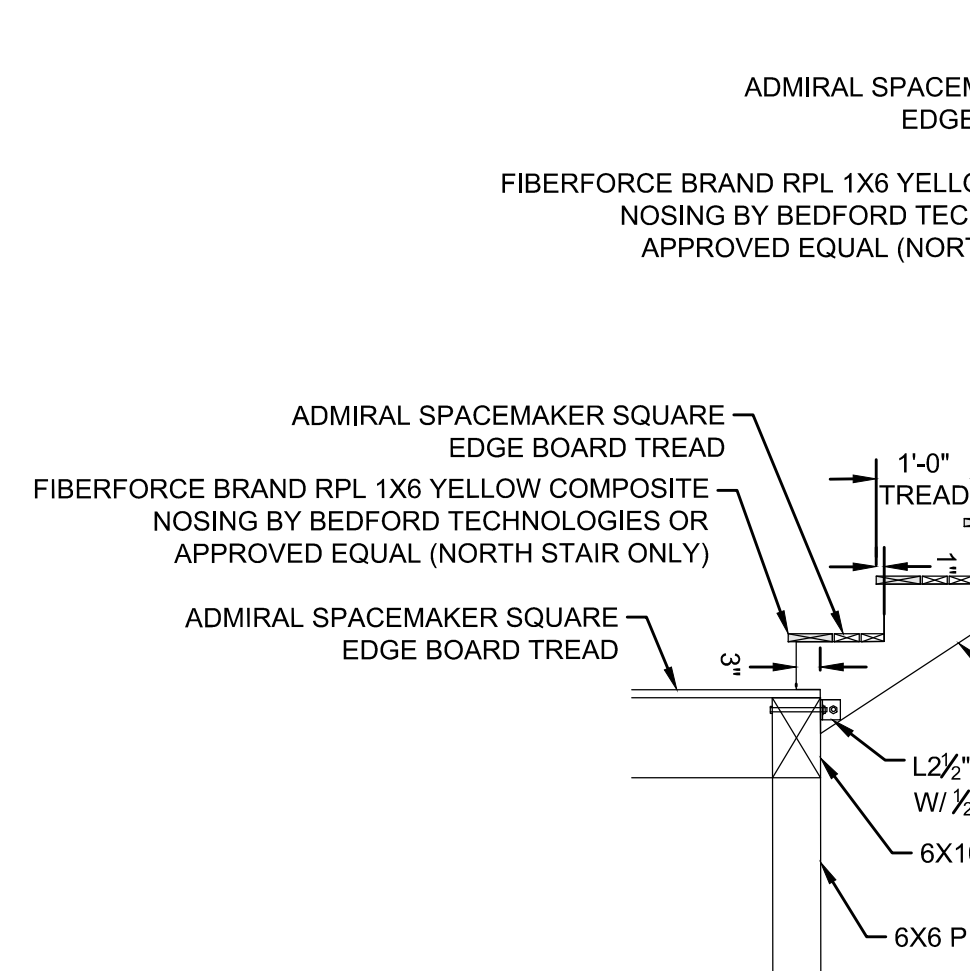 ADMIRAL SPACEM
EDGE
FIBERFORCE BRAND RPL 1X6 YELLO
NOSING BY BEDFORD TEC
APPROVED EQUAL (NORT
ADMIRAL SPACEMAKER SQUARE
EDGE BOARD TREAD
FIBERFORCE BRAND RPL 1X6 YELLOW COMPOSITE
NOSING BY BEDFORD TECHNOLOGIES OR
APPROVED EQUAL (NORTH STAIR ONLY)
1'-0"
TREAD
1"
ADMIRAL SPACEMAKER SQUARE
EDGE BOARD TREAD
3"
L2½"
W/ ½
6X10
6X6 P